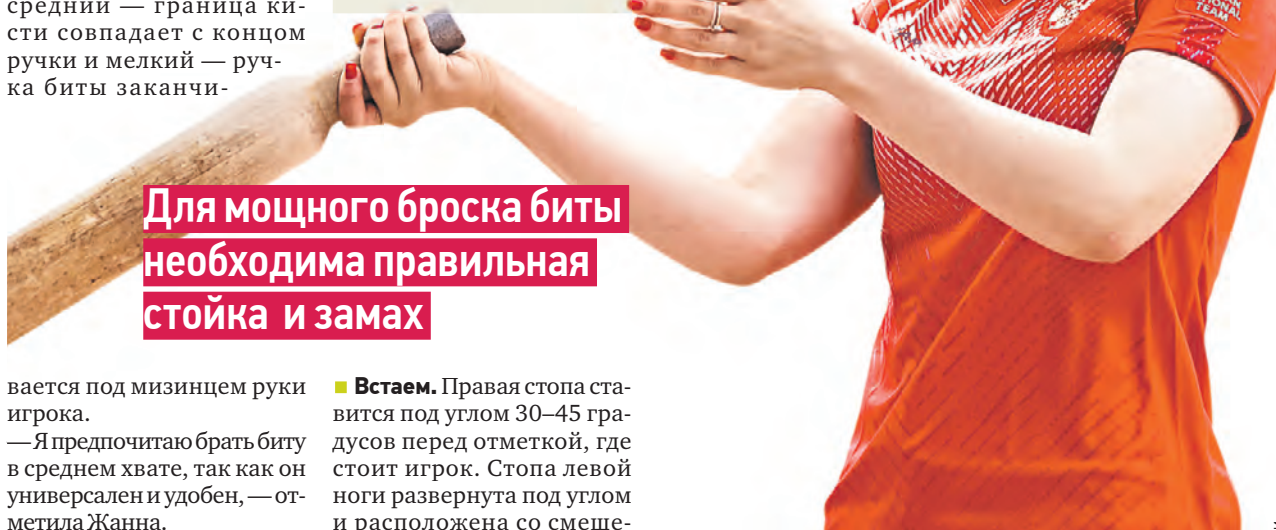 средний — граница ки-
сти совпадает с концом
ручки и мелкий — руч-
ка биты заканчи-
Для мощного броска биты
необходима правильная
стойка и замах
вается под мизинцем руки
игрока.
— Я предпочитаю брать биту
в среднем хвате, так как он
универсален и удобен, — от-
метила Жанна.
Встаем. Правая стопа ста-
вится под углом 30–45 гра-
дусов перед отметкой, где
стоит игрок. Стопа левой
ноги развернута под углом
и расположена со смеше-
TEAM